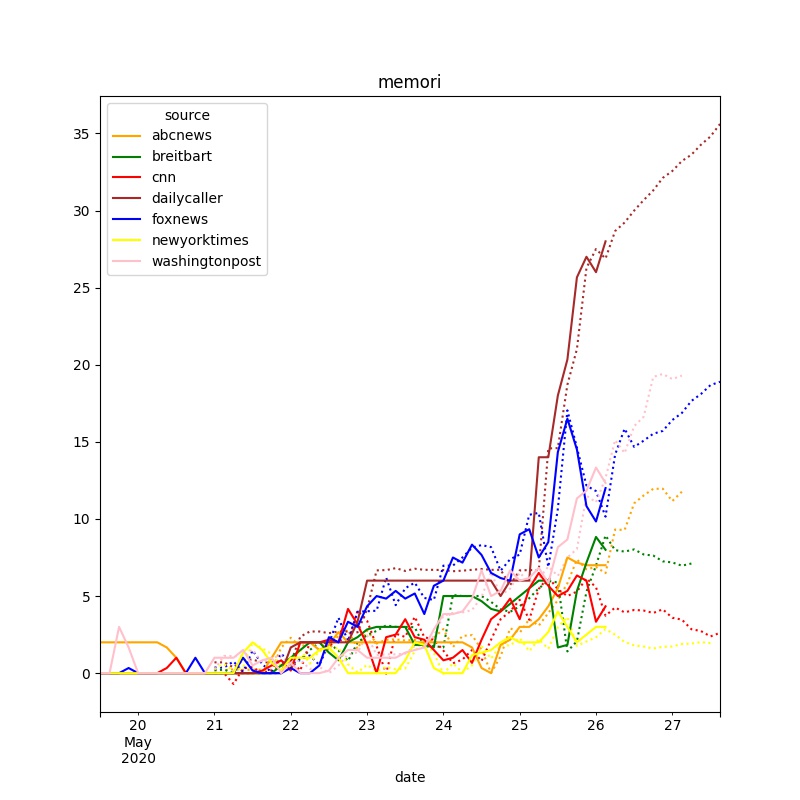 memori
source
abcnews
breitbart
cnn
dailycaller
foxnews
newyorktimes
washingtonpost
35
30
25
20
15
10
5
0
20 21 22 23 24 25 26 27
May
2020
date